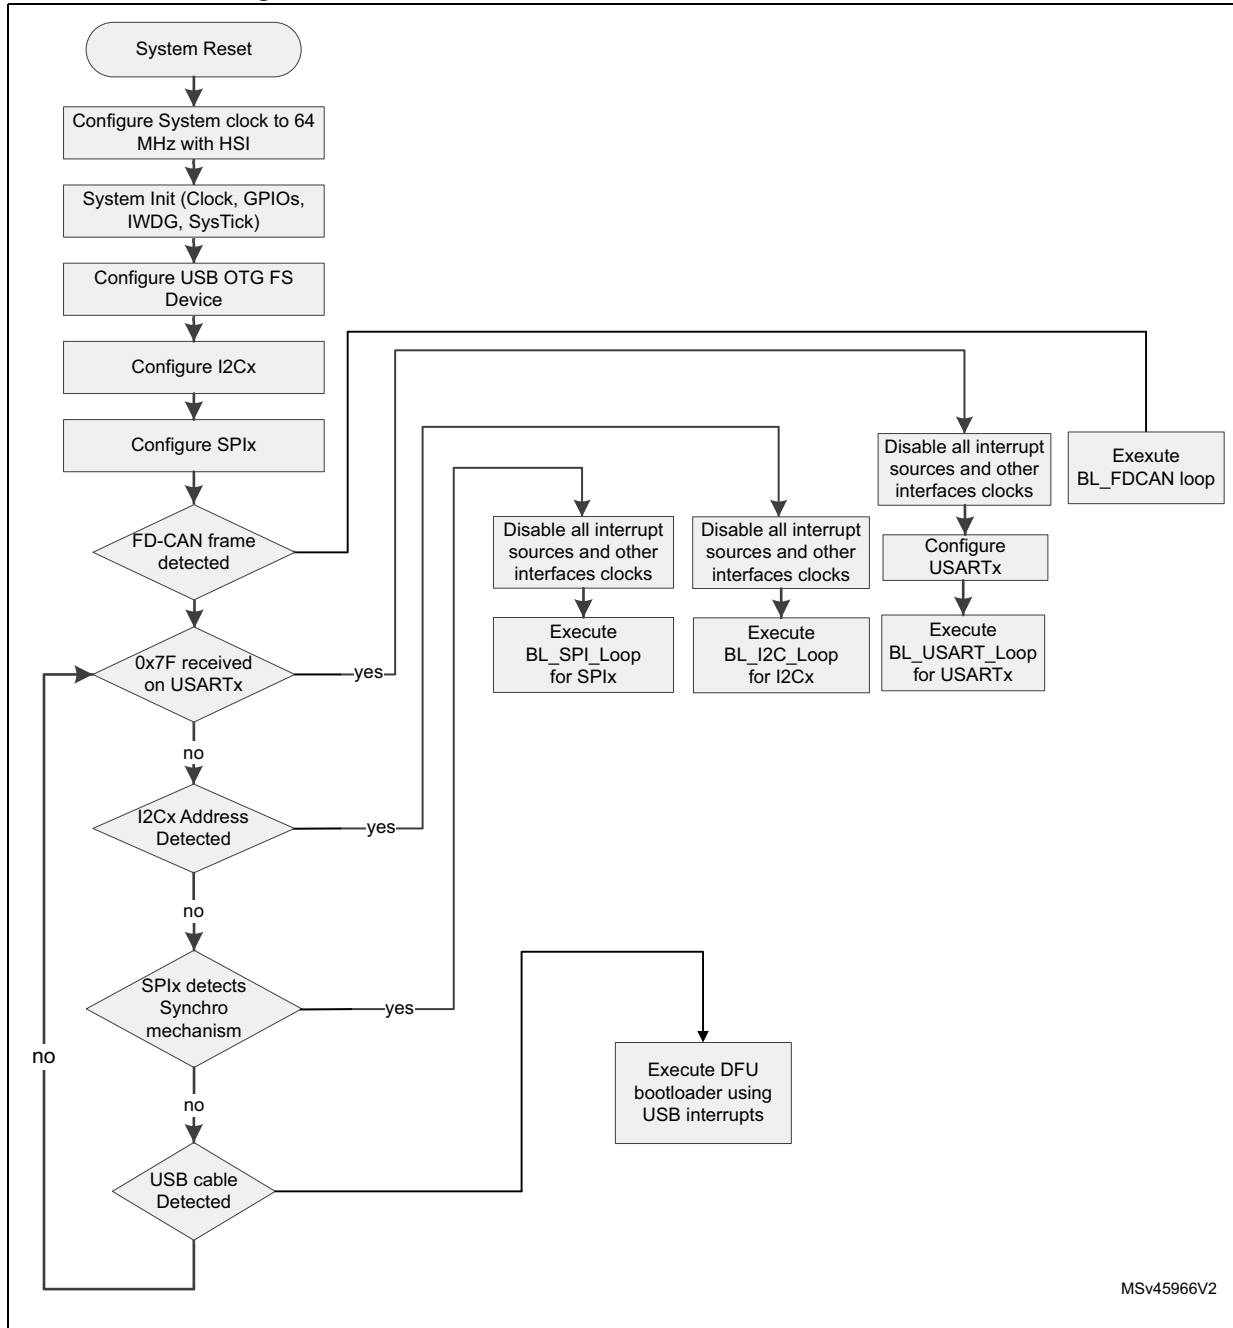 System Reset
Configure System clock to 64
MHz with HSI
System Init (Clock, GPIOs,
IWDG, SysTick)
Configure USB OTG FS
Device
Configure I2Cx
Configure SPIx
FD-CAN frame
detected
Exexute
BL_FDCAN loop
0x7F received
on USARTx
yes
Disable all interrupt
sources and other
interfaces clocks
Configure
USARTx
Execute
BL_USART_Loop
for USARTx
no
I2Cx Address
Detected
yes
Disable all interrupt
sources and other
interfaces clocks
Execute
BL_I2C_Loop
for I2Cx
no
SPIx detects
Synchro
mechanism
yes
Disable all interrupt
sources and other
interfaces clocks
Execute
BL_SPI_Loop
for SPIx
no
USB cable
Detected
Execute DFU
bootloader using
USB interrupts
no
MSv45966V2